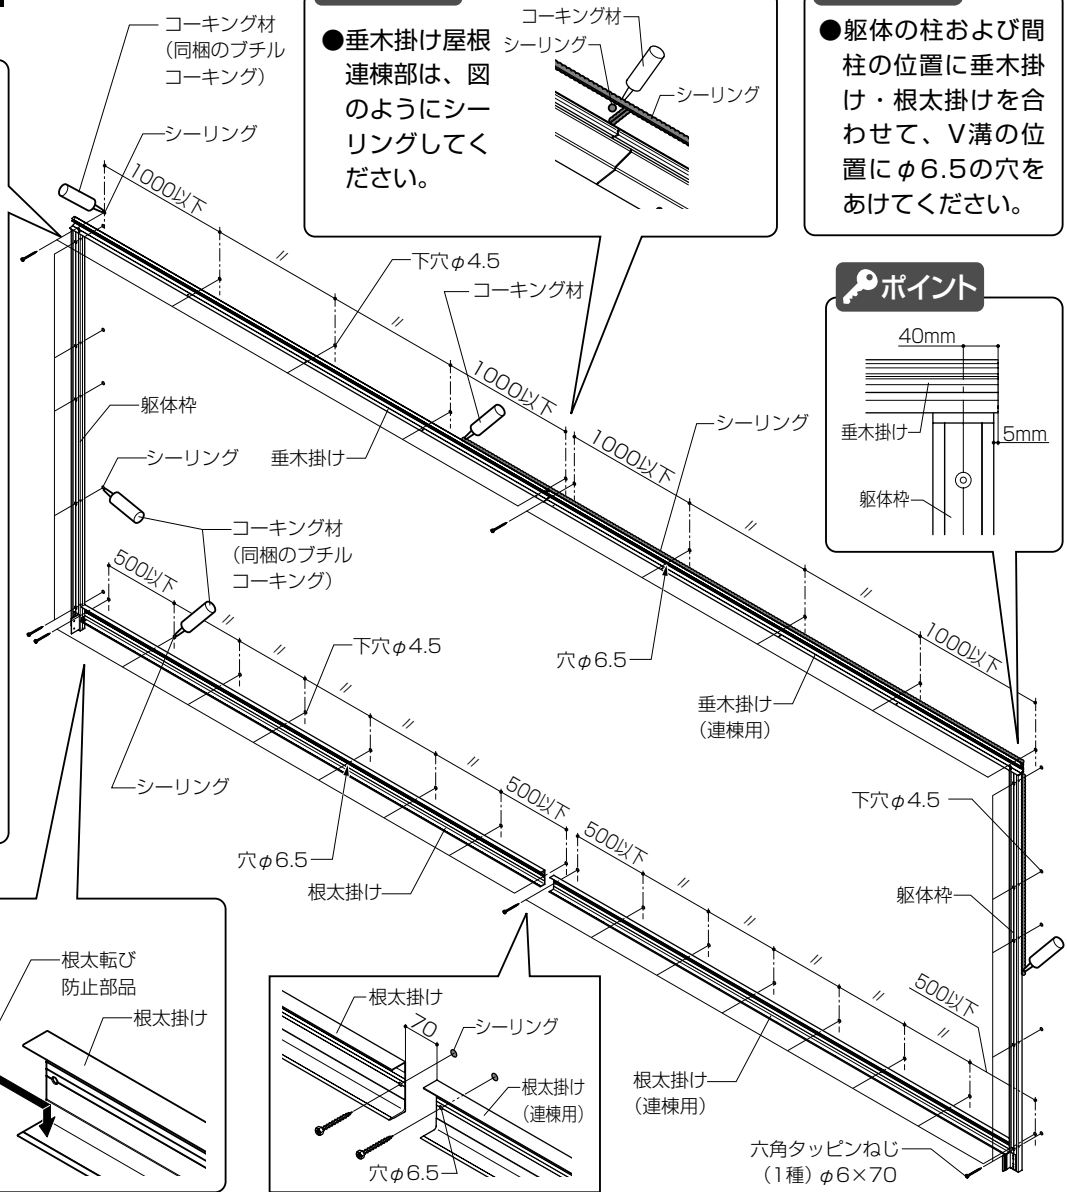 コーキング材
（同梱のブチル
コーキング）
シーリング
1000以下
〃
下穴φ4.5
〃
コーキング材
1000以下
●垂木掛け屋根
連棟部は、図
のようにシー
リングしてく
ださい。
コーキング材
シーリング
シーリング
●躯体の柱および間
柱の位置に垂木掛
け・根太掛けを合
わせて、V溝の位
置にφ6.5の穴を
あけてください。
ポイント
40mm
垂木掛け
5mm
躯体枠
躯体枠
シーリング
垂木掛け
コーキング材
（同梱のブチル
コーキング）
1000以下
シーリング
〃
〃
1000以下
穴φ6.5
垂木掛け
（連棟用）
500以下
〃
〃
下穴φ4.5
〃
〃
〃
500以下
シーリング
穴φ6.5
根太掛け
500以下
〃
〃
〃
〃
〃
500以下
下穴φ4.5
躯体枠
根太転び
防止部品
根太掛け
根太掛け
70
シーリング
根太掛け
（連棟用）
穴φ6.5
根太掛け
（連棟用）
六角タッピンねじ
（1種）φ6×70